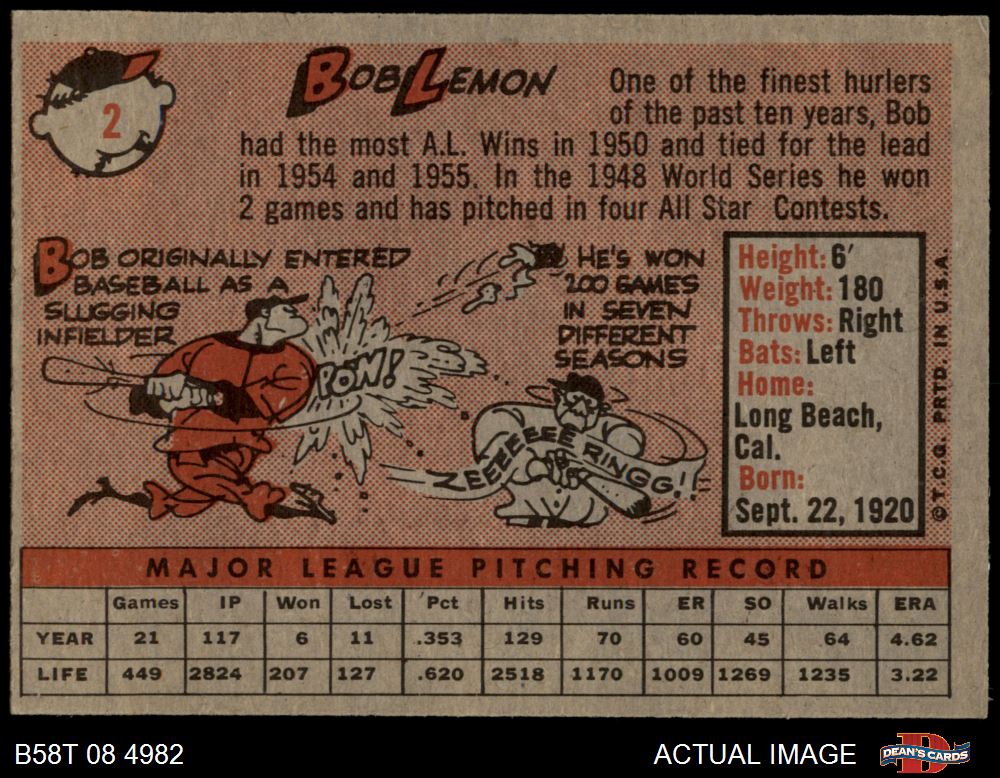 2
BOB LEMON
One of the finest hurlers
of the past ten years, Bob
had the most A.L. Wins in 1950 and tied for the lead
in 1954 and 1955. In the 1948 World Series he won
2 games and has pitched in four All Star Contests.
BOB ORIGINALLY ENTERED
BASEBALL AS A
SLUGGING
INFIELDER
POW!
HE'S WON
200 GAMES
IN SEVEN
DIFFERENT
SEASONS
ZEEEEEEEE RINGG!!
Height: 6'
Weight: 180
Throws: Right
Bats: Left
Home:
Long Beach,
Cal.
Born:
Sept. 22, 1920
© T.C.G. PRTD. IN U.S.A.
MAJOR LEAGUE PITCHING RECORD
Games IP Won Lost Pct Hits Runs ER SO Walks ERA
YEAR 21 117 6 11 .353 129 70 60 45 64 4.62
LIFE 449 2824 207 127 .620 2518 1170 1009 1269 1235 3.22
B58T 08 4982
ACTUAL IMAGE
DEAN'S CARDS